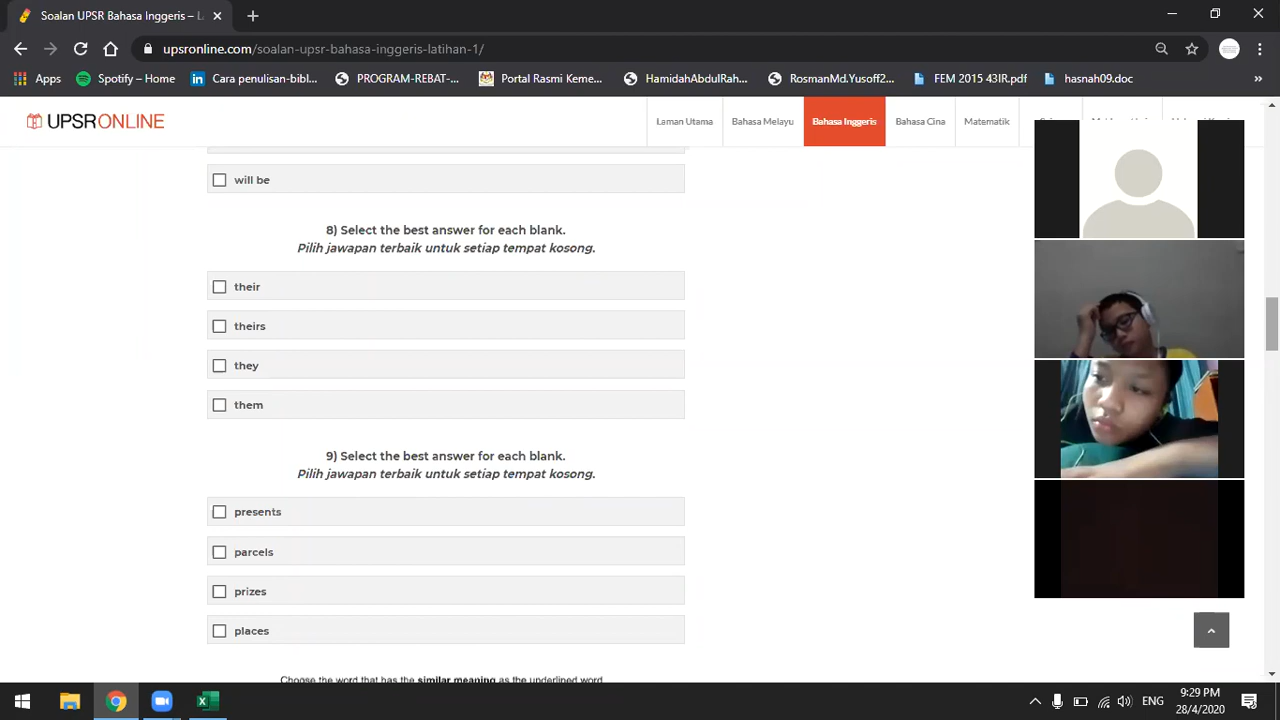 Soalan UPSR Bahasa Inggeris – L
upsronline.com/soalan-upsr-bahasa-inggeris-latihan-1/
Apps
Spotify – Home
Cara penulisan-bibl...
PROGRAM-REBAT-...
Portal Rasmi Keme...
HamidahAbdulRah...
RosmanMd.Yusoff2...
FEM 2015 43IR.pdf
hasnah09.doc
»
UPSRONLINE
Laman Utama
Bahasa Melayu
Bahasa Inggeris
Bahasa Cina
Matematik
will be
8) Select the best answer for each blank.
Pilih jawapan terbaik untuk setiap tempat kosong.
their
theirs
they
them
9) Select the best answer for each blank.
Pilih jawapan terbaik untuk setiap tempat kosong.
presents
parcels
prizes
places
Choose the word that has the similar meaning as the underlined word
ENG
9:29 PM
28/4/2020